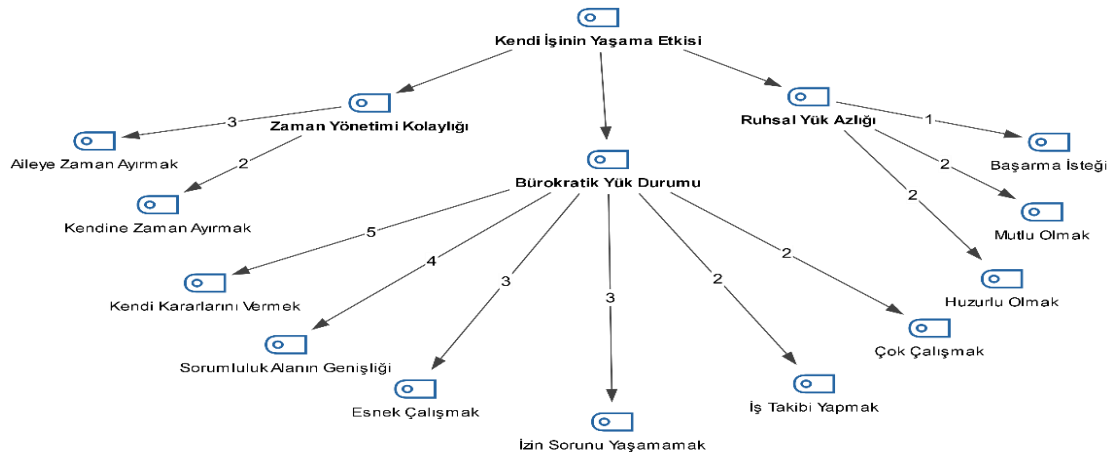 Kendi İşinin Yaşama Etkisi
Zaman Yönetimi Kolaylığı
Ruhsal Yük Azlığı
3
1
Aileye Zaman Ayırmak
2
Başarma İsteği
2
Bürokratik Yük Durumu
2
Kendine Zaman Ayırmak
Mutlu Olmak
5
4
3
3
2
2
Kendi Kararlarını Vermek
Huzurlu Olmak
Sorumluluk Alanın Genişliği
Çok Çalışmak
Esnek Çalışmak
İş Takibi Yapmak
İzin Sorunu Yaşamamak